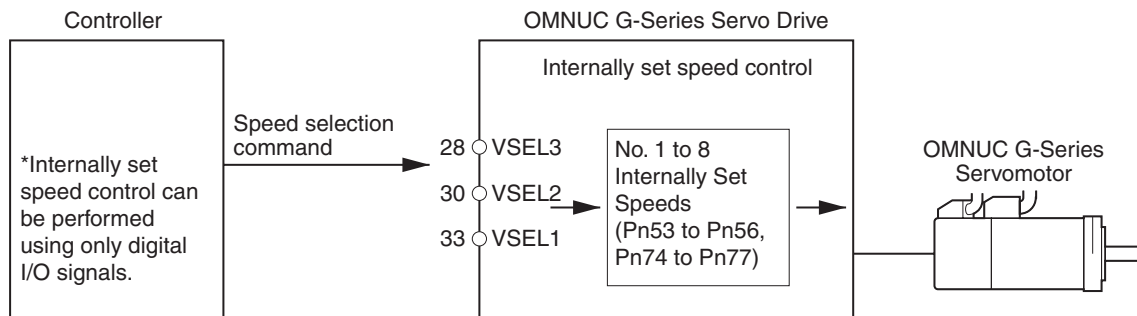 Controller
OMNUC G-Series Servo Drive
Internally set speed control
Speed selection
command
*Internally set
speed control can
be performed
using only digital
I/O signals.
28 VSEL3
30 VSEL2
33 VSEL1
No. 1 to 8
Internally Set
Speeds
(Pn53 to Pn56,
Pn74 to Pn77)
OMNUC G-Series
Servomotor